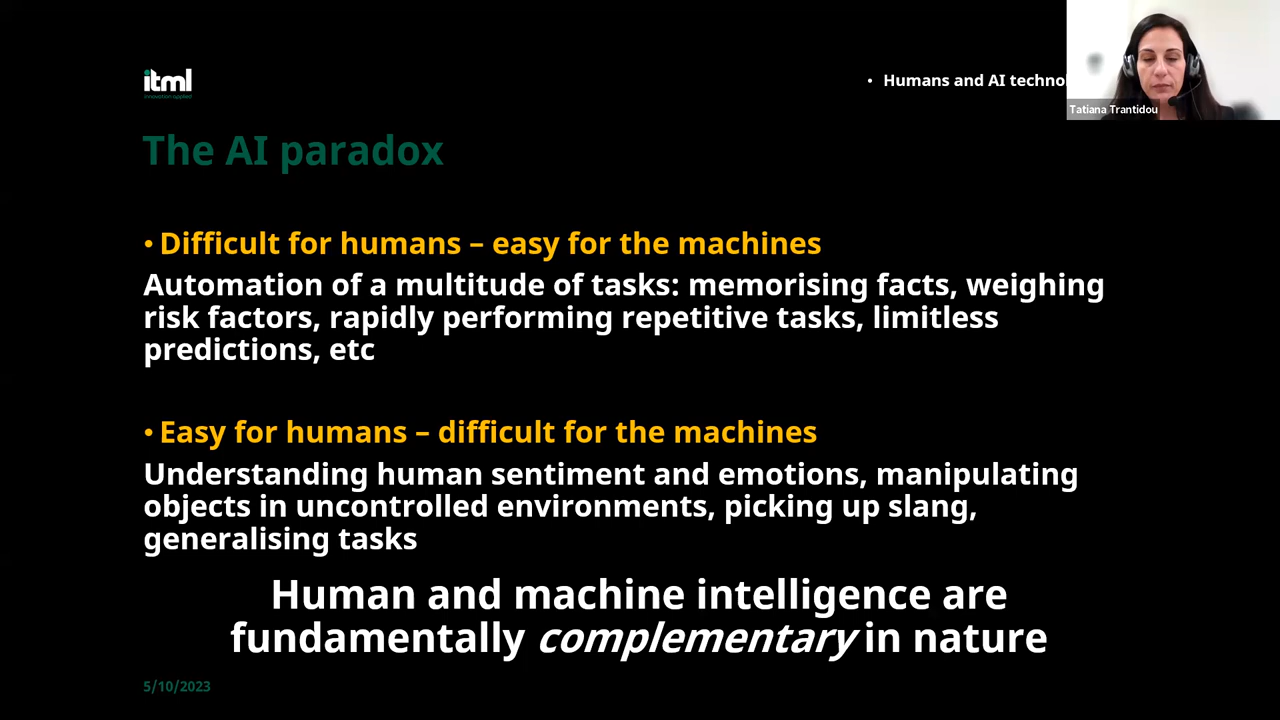 itml
innovation applied
• Humans and AI
Tatiana Trantidou
The AI paradox
• Difficult for humans – easy for the machines
Automation of a multitude of tasks: memorising facts, weighing
risk factors, rapidly performing repetitive tasks, limitless
predictions, etc
• Easy for humans – difficult for the machines
Understanding human sentiment and emotions, manipulating
objects in uncontrolled environments, picking up slang,
generalising tasks
Human and machine intelligence are
fundamentally complementary in nature
5/10/2023